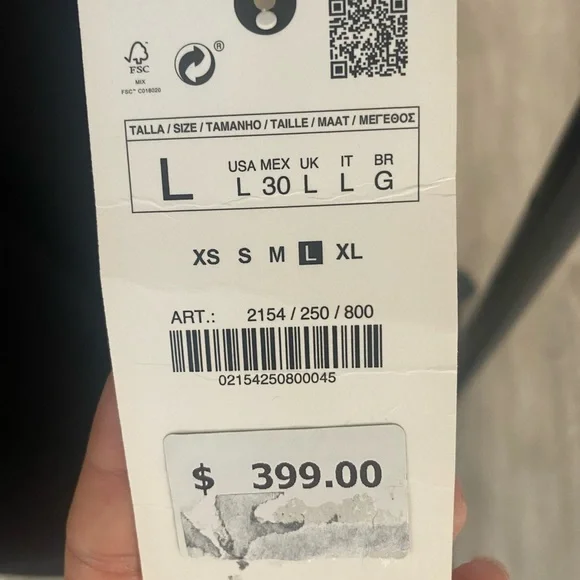 FSC
®
MIX
FSC™ C018020
TALLA / SIZE / TAMANHO / TAILLE / MAAT / ΜΕΓΕΘΟΣ
L
USA MEX UK IT BR
L 30 L L G
XS S M L XL
ART.: 2154 / 250 / 800
02154250800045
$ 399.00